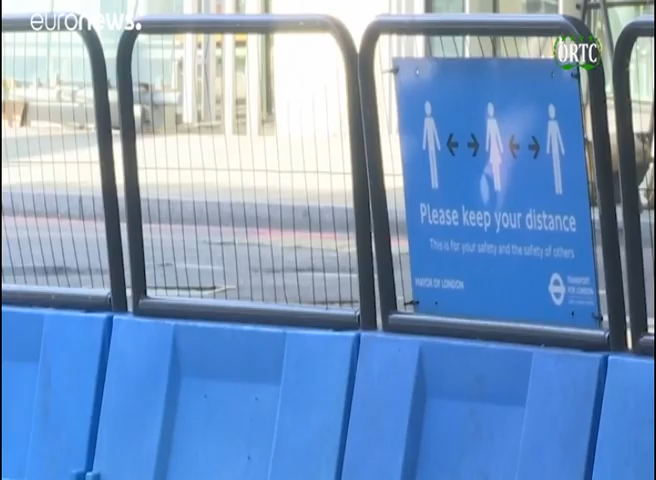 euronews.
ORTC
Please keep your distance
This is for your safety and the safety of others
MAYOR OF LONDON
TRANSPORT
FOR LONDON